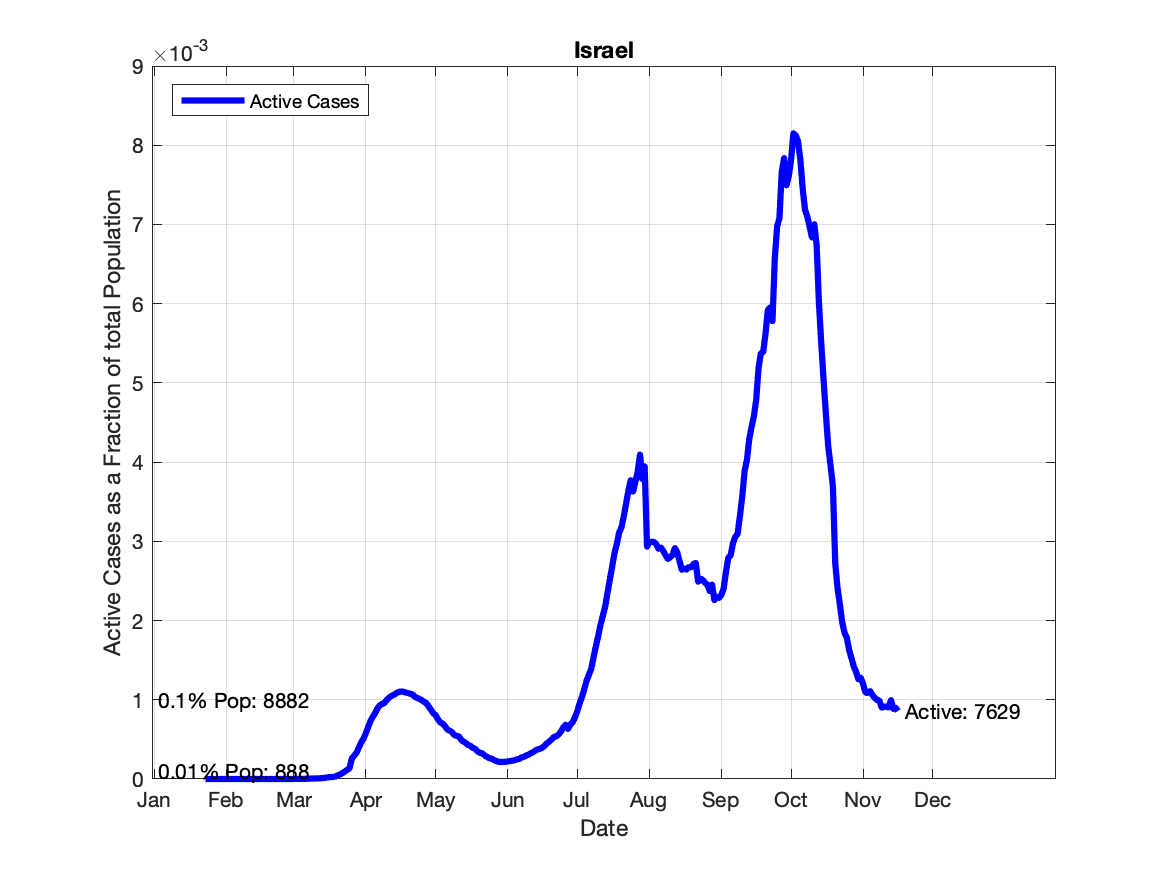 Israel
×10-3
9
Active Cases
8
7
6
5
4
3
2
1
0
Active Cases as a Fraction of total Population
0.1% Pop: 8882
Active: 7629
0.01% Pop: 888
Jan Feb Mar Apr May Jun Jul Aug Sep Oct Nov Dec
Date